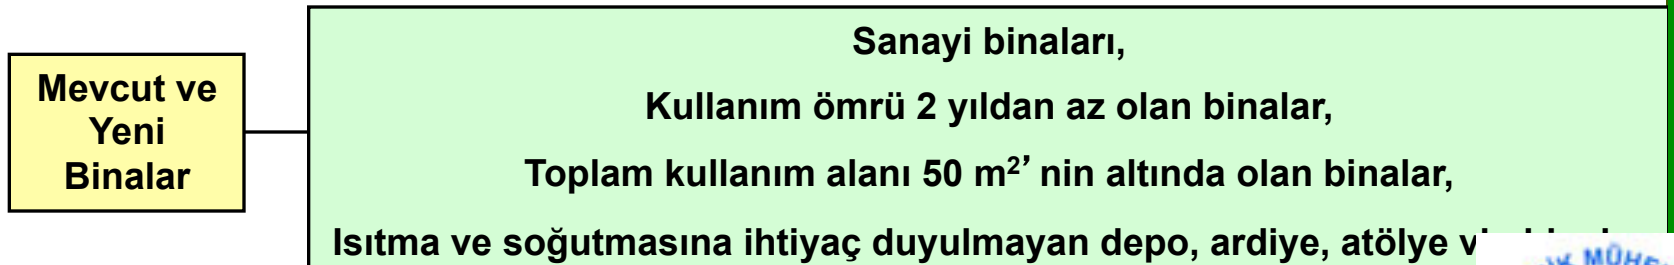 Mevcut ve
Yeni
Binalar
Sanayi binaları,
Kullanım ömrü 2 yıldan az olan binalar,
Toplam kullanım alanı 50 m²’ nin altında olan binalar,
Isıtma ve soğutmasına ihtiyaç duyulmayan depo, ardiye, atölye